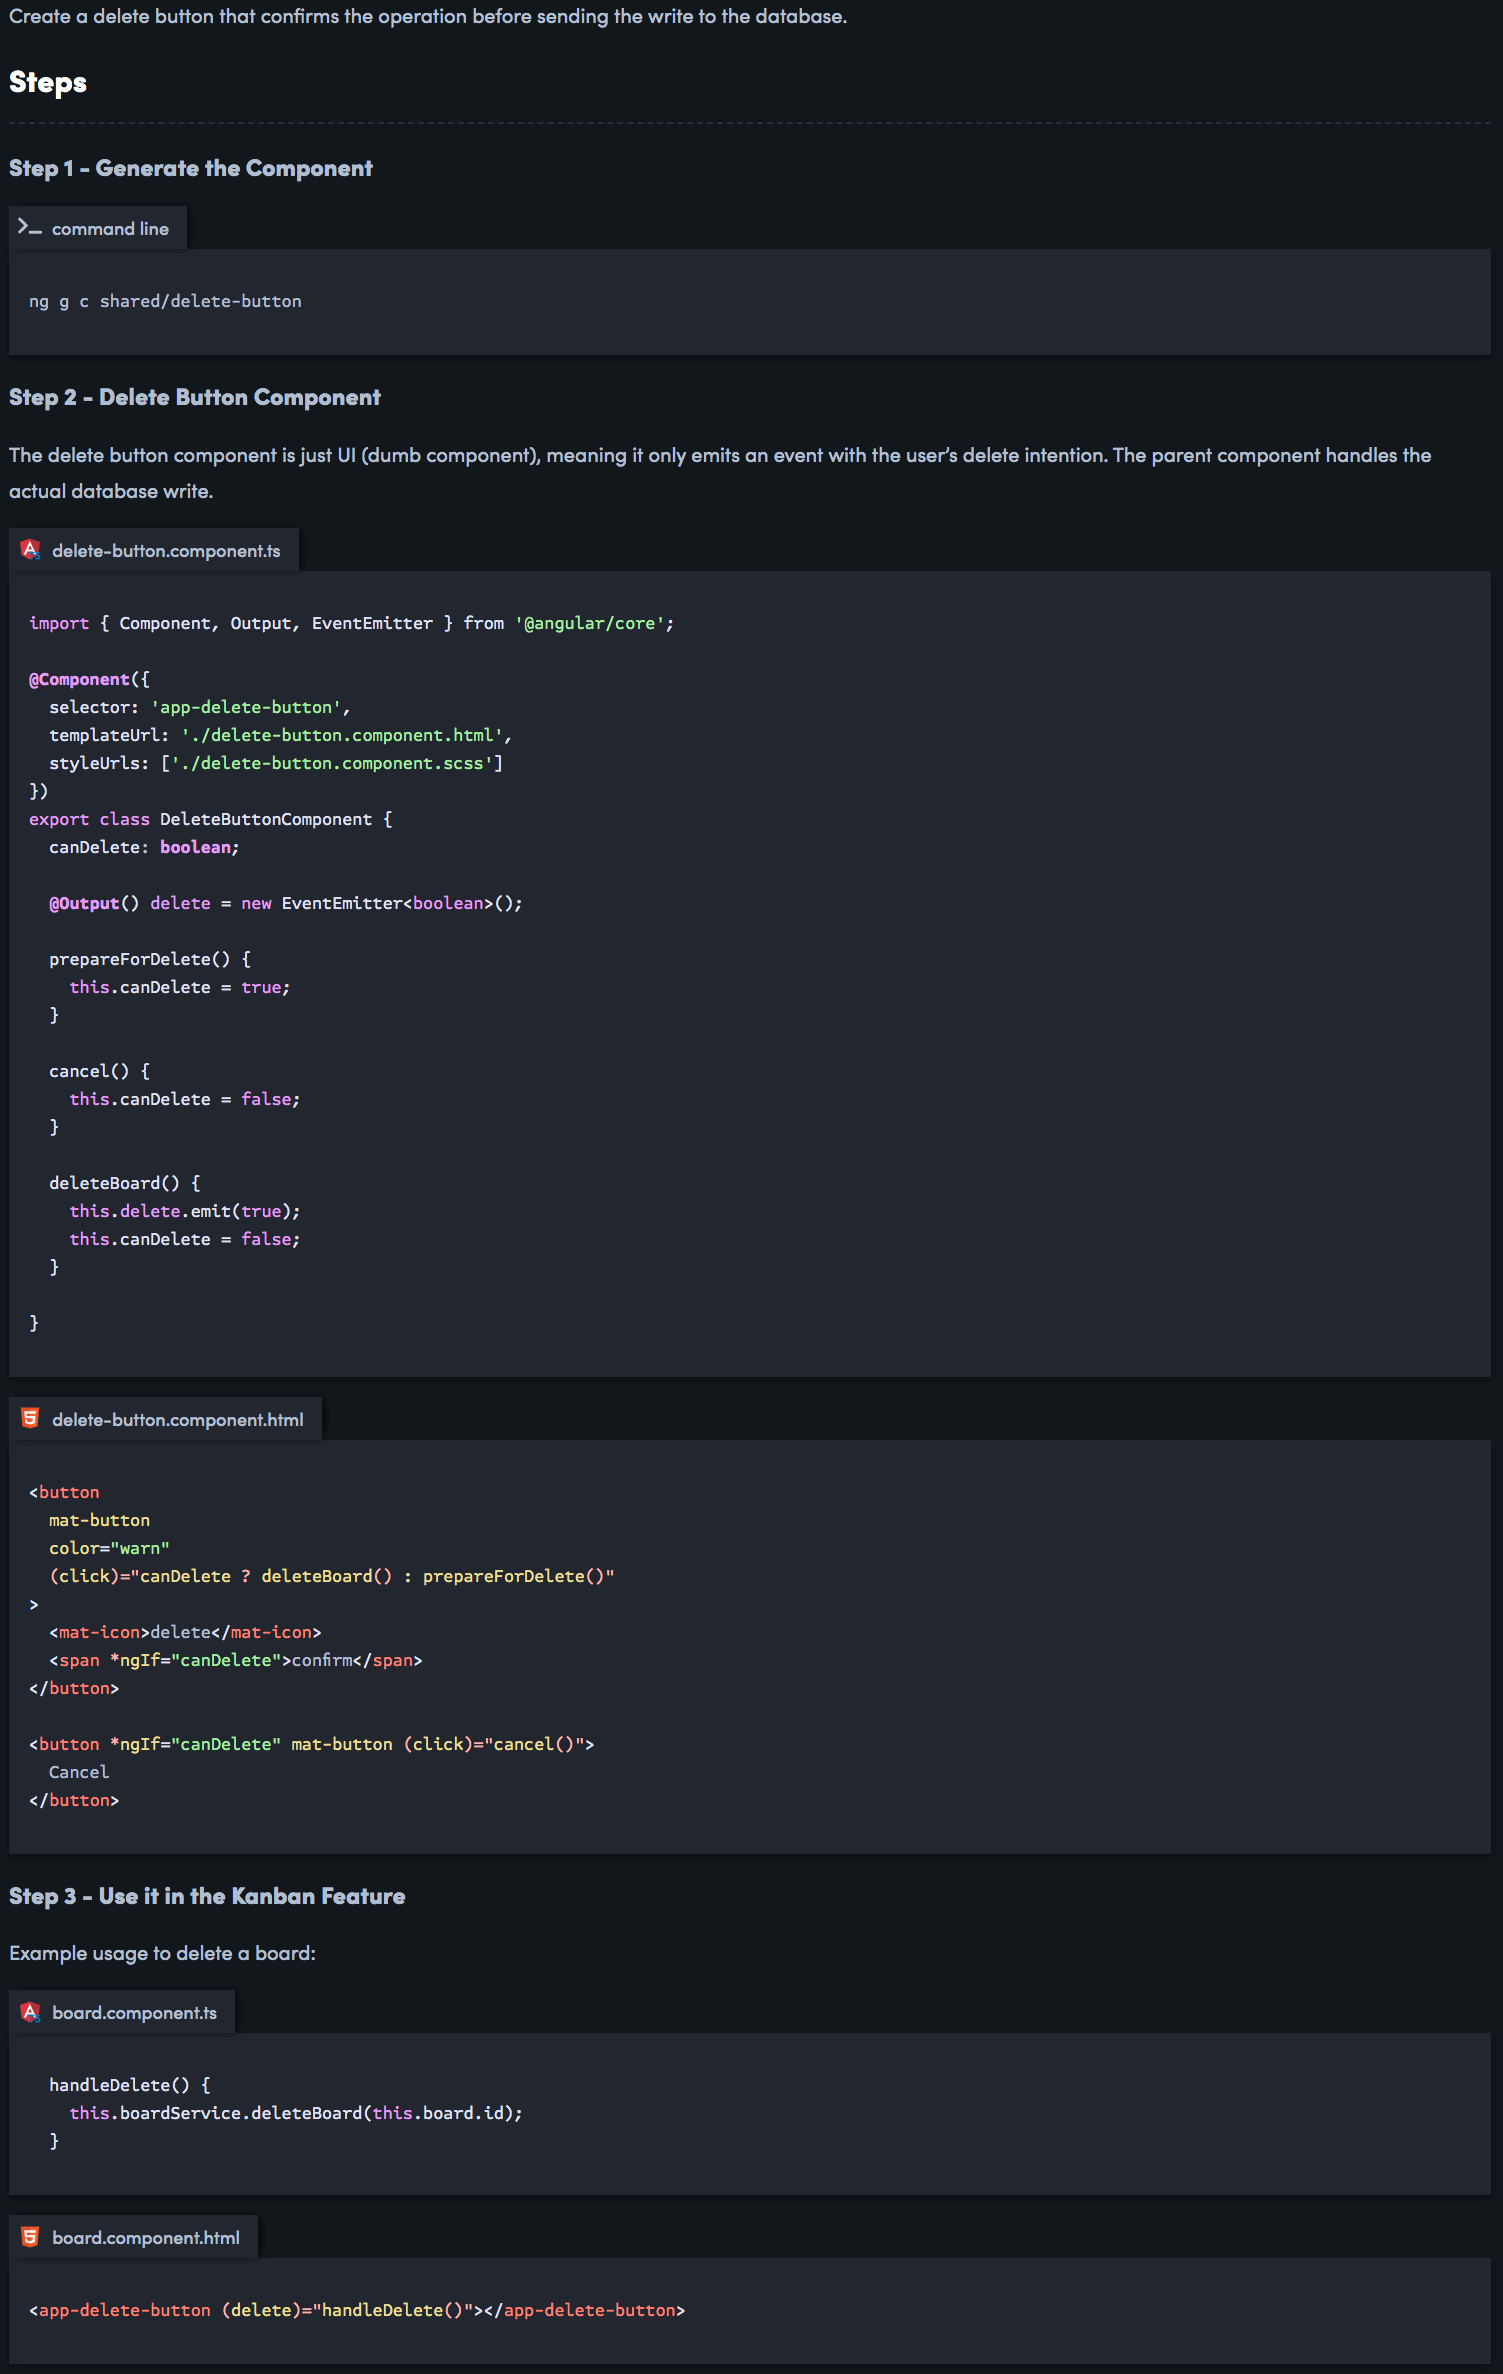 Create a delete button that confirms the operation before sending the write to the database.
Steps
Step 1 - Generate the Component
command line
ng g c shared/delete-button
Step 2 - Delete Button Component
The delete button component is just UI (dumb component), meaning it only emits an event with the user’s delete intention. The parent component handles the
actual database write.
delete-button.component.ts
import { Component, Output, EventEmitter } from '@angular/core';
@Component({
  selector: 'app-delete-button',
  templateUrl: './delete-button.component.html',
  styleUrls: ['./delete-button.component.scss']
})
export class DeleteButtonComponent {
  canDelete: boolean;
  @Output() delete = new EventEmitter<boolean>();
  prepareForDelete() {
    this.canDelete = true;
  }
  cancel() {
    this.canDelete = false;
  }
  deleteBoard() {
    this.delete.emit(true);
    this.canDelete = false;
  }
}
delete-button.component.html
<button
  mat-button
  color="warn"
  (click)="canDelete ? deleteBoard() : prepareForDelete()"
>
  <mat-icon>delete</mat-icon>
  <span *ngIf="canDelete">confirm</span>
</button>
<button *ngIf="canDelete" mat-button (click)="cancel()">
  Cancel
</button>
Step 3 - Use it in the Kanban Feature
Example usage to delete a board:
board.component.ts
  handleDelete() {
    this.boardService.deleteBoard(this.board.id);
  }
board.component.html
<app-delete-button (delete)="handleDelete()"></app-delete-button>